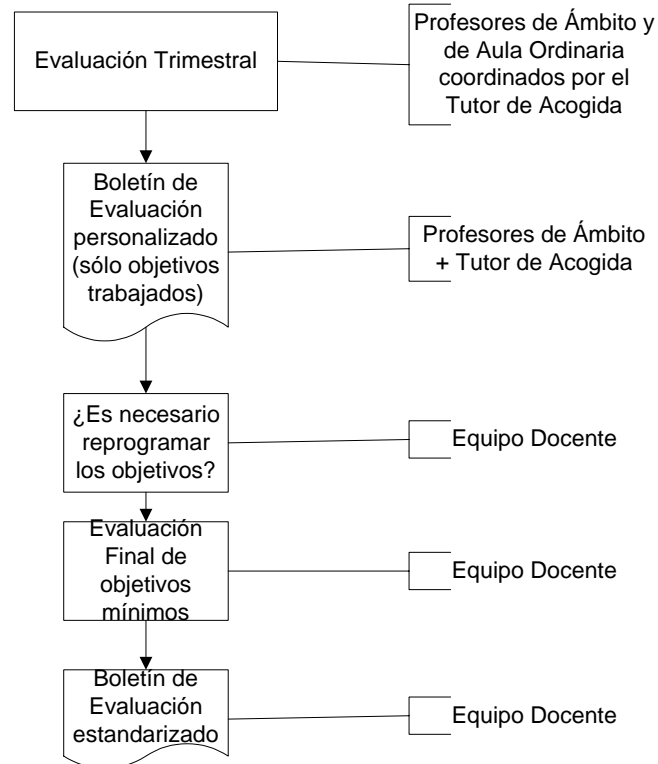 Evaluación Trimestral
Profesores de Ámbito y
de Aula Ordinaria
coordinados por el
Tutor de Acogida
Boletín de
Evaluación
personalizado
(sólo objetivos
trabajados)
Profesores de Ámbito
+ Tutor de Acogida
¿Es necesario
reprogramar
los objetivos?
Equipo Docente
Evaluación
Final de
objetivos
mínimos
Equipo Docente
Boletín de
Evaluación
estandarizado
Equipo Docente